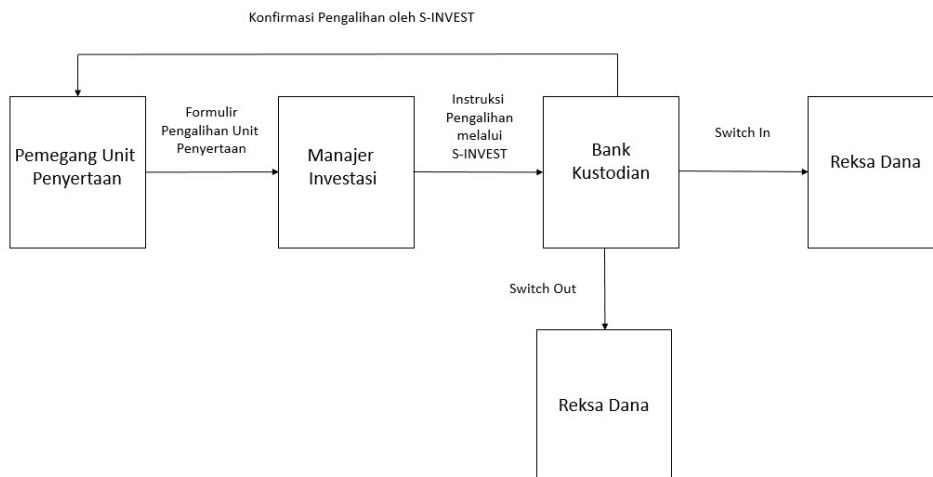 Konfirmasi Pengalihan oleh S-INVEST
Pemegang Unit
Penyertaan
Formulir
Pengalihan Unit
Penyertaan
Manajer
Investasi
Instruksi
Pengalihan
melalui
S-INVEST
Bank
Kustodian
Switch In
Reksa Dana
Switch Out
Reksa Dana